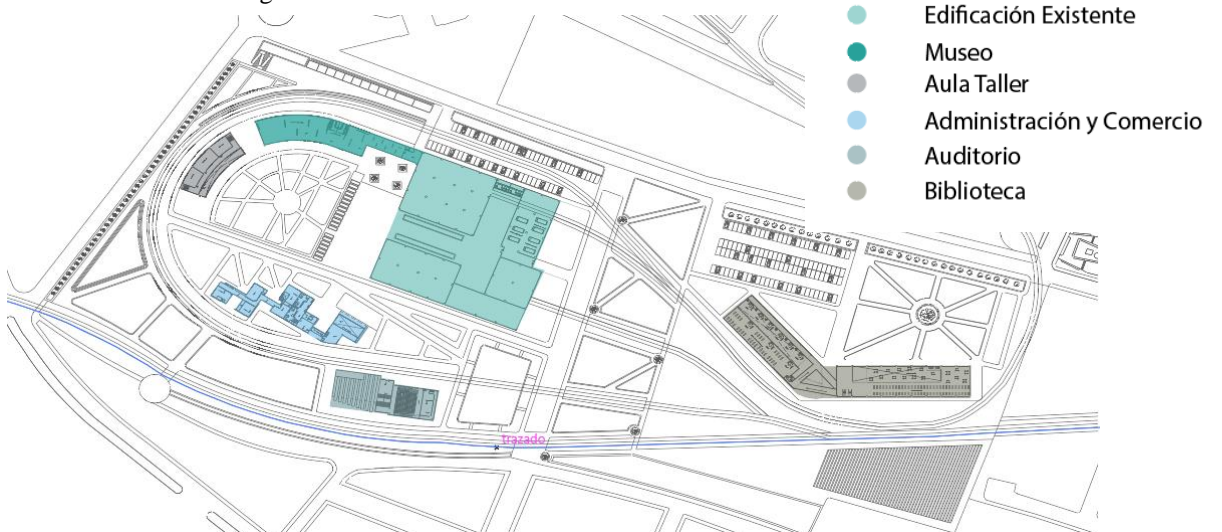 Edificación Existente
Museo
Aula Taller
Administración y Comercio
Auditorio
Biblioteca
trazado